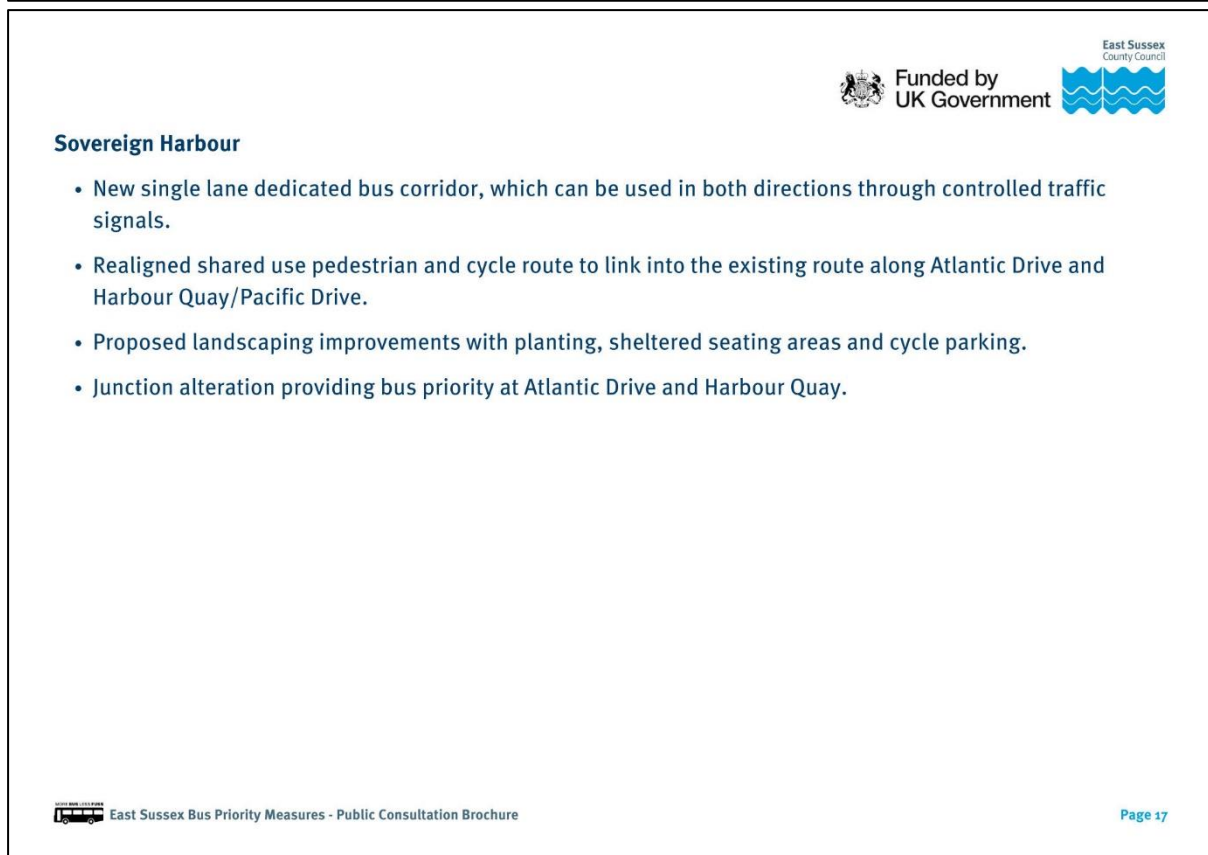 East Sussex
County Council
Funded by
UK Government
Sovereign Harbour
• New single lane dedicated bus corridor, which can be used in both directions through controlled traffic
signals.
• Realigned shared use pedestrian and cycle route to link into the existing route along Atlantic Drive and
Harbour Quay/Pacific Drive.
• Proposed landscaping improvements with planting, sheltered seating areas and cycle parking.
• Junction alteration providing bus priority at Atlantic Drive and Harbour Quay.
East Sussex Bus Priority Measures - Public Consultation Brochure
Page 17